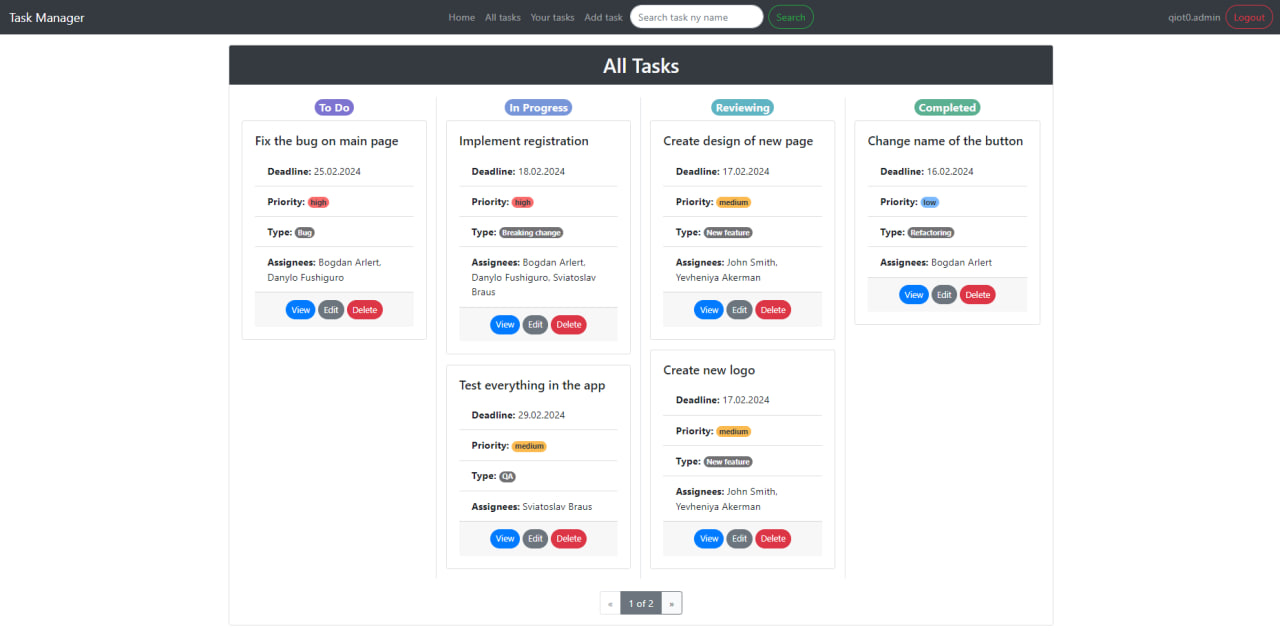 Task Manager
Home All tasks Your tasks Add task Search task ny name Search
qiot0.admin Logout
All Tasks
To Do
Fix the bug on main page
Deadline: 25.02.2024
Priority: high
Type: Bug
Assignees: Bogdan Arlert,
Danylo Fushiguro
View Edit Delete
In Progress
Implement registration
Deadline: 18.02.2024
Priority: high
Type: Breaking change
Assignees: Bogdan Arlert,
Danylo Fushiguro, Sviatoslav
Braus
View Edit Delete
Test everything in the app
Deadline: 29.02.2024
Priority: medium
Type: QA
Assignees: Sviatoslav Braus
View Edit Delete
Reviewing
Create design of new page
Deadline: 17.02.2024
Priority: medium
Type: New feature
Assignees: John Smith,
Yevheniya Akerman
View Edit Delete
Create new logo
Deadline: 17.02.2024
Priority: medium
Type: New feature
Assignees: John Smith,
Yevheniya Akerman
View Edit Delete
Completed
Change name of the button
Deadline: 16.02.2024
Priority: low
Type: Refactoring
Assignees: Bogdan Arlert
View Edit Delete
« 1 of 2 »